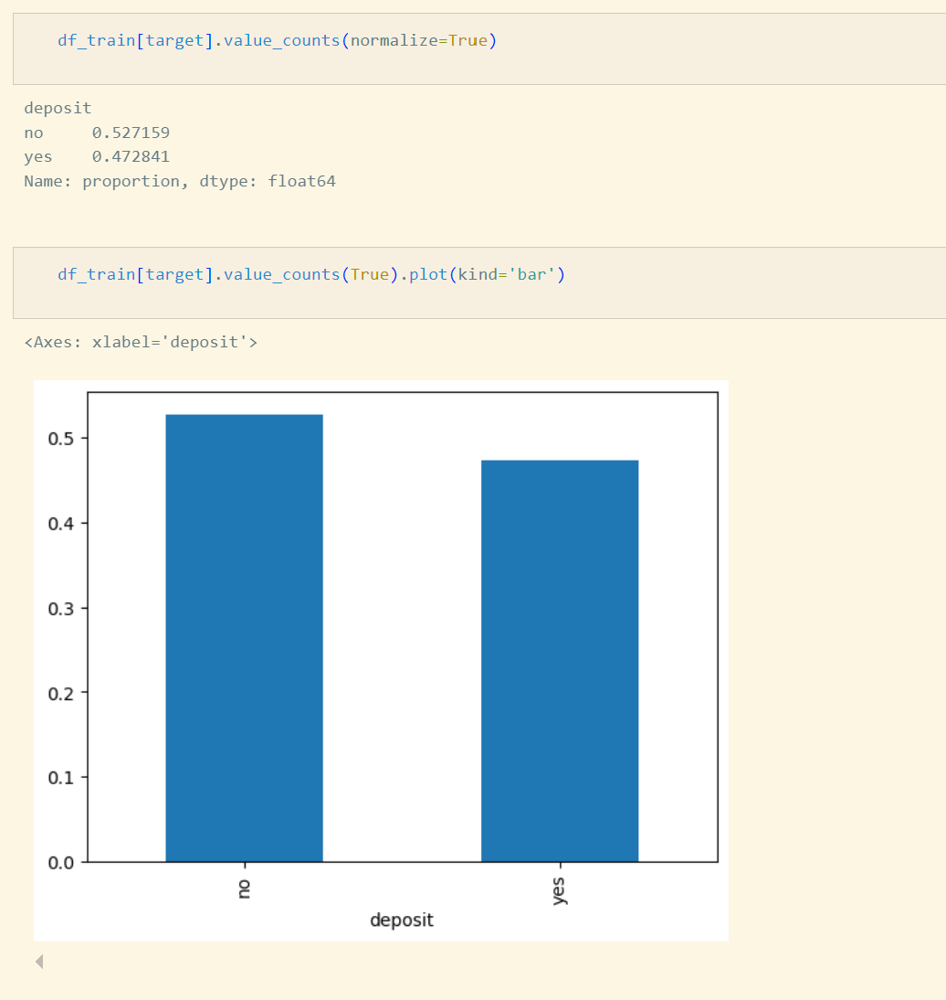 df_train[target].value_counts(normalize=True)
deposit
no     0.527159
yes    0.472841
Name: proportion, dtype: float64
df_train[target].value_counts(True).plot(kind='bar')
<Axes: xlabel='deposit'>
0.5
0.4
0.3
0.2
0.1
0.0
no
yes
deposit